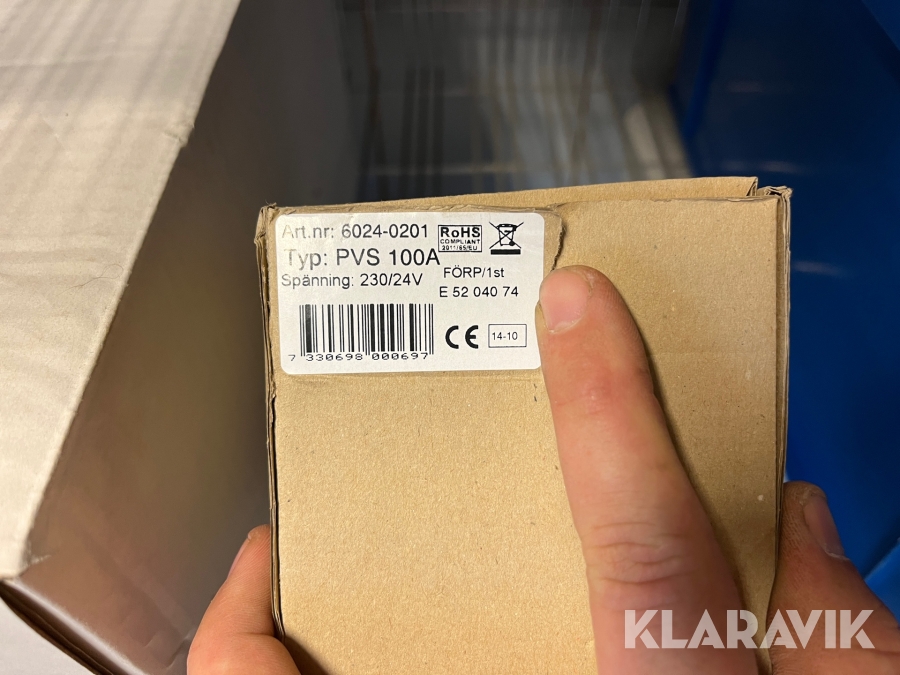 Art.nr: 6024-0201
RoHS
COMPLIANT
2011/65/EU
Typ: PVS 100A
FÖRP/1st
Spänning: 230/24V
E 52 040 74
CE
14-10
7 330698 000697
KLARAVIK